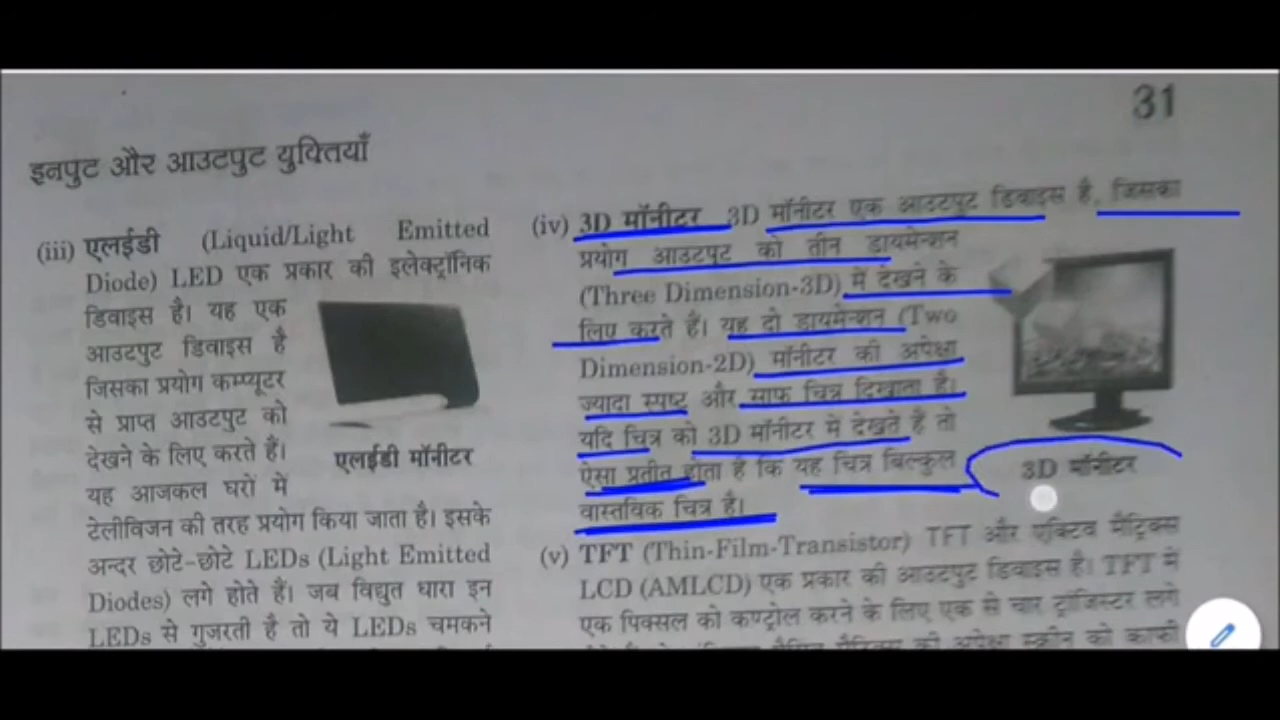 31
इनपुट और आउटपुट युक्तियाँ
(iii) एलईडी (Liquid/Light Emitted
Diode) LED एक प्रकार की इलेक्ट्रॉनिक
डिवाइस है। यह एक
आउटपुट डिवाइस है
जिसका प्रयोग कम्प्यूटर
से प्राप्त आउटपुट को
देखने के लिए करते हैं।
यह आजकल घरों में
एलईडी मॉनीटर
टेलीविजन की तरह प्रयोग किया जाता है। इसके
अन्दर छोटे-छोटे LEDs (Light Emitted
Diodes) लगे होते हैं। जब विद्युत धारा इन
LEDs से गुजरती है तो ये LEDs चमकने
(iv) 3D मॉनीटर 3D मॉनीटर एक आउटपुट डिवाइस है, जिसका
प्रयोग आउटपुट को तीन डायमेन्शन
(Three Dimension-3D) में देखने के
लिए करते हैं। यह दो डायमेन्शन (Two
Dimension-2D) मॉनीटर की अपेक्षा
ज्यादा स्पष्ट और साफ चित्र दिखाता है।
यदि चित्र को 3D मॉनीटर में देखते हैं तो
ऐसा प्रतीत होता है कि यह चित्र बिल्कुल
वास्तविक चित्र है।
3D मॉनीटर
(v) TFT (Thin-Film-Transistor) TFT और एक्टिव मैट्रिक्स
LCD (AMLCD) एक प्रकार की आउटपुट डिवाइस है। TFT में
एक पिक्सल को कण्ट्रोल करने के लिए एक से चार ट्रांजिस्टर लगे
मैट्रिक्स की अपेक्षा स्क्रीन को काफी